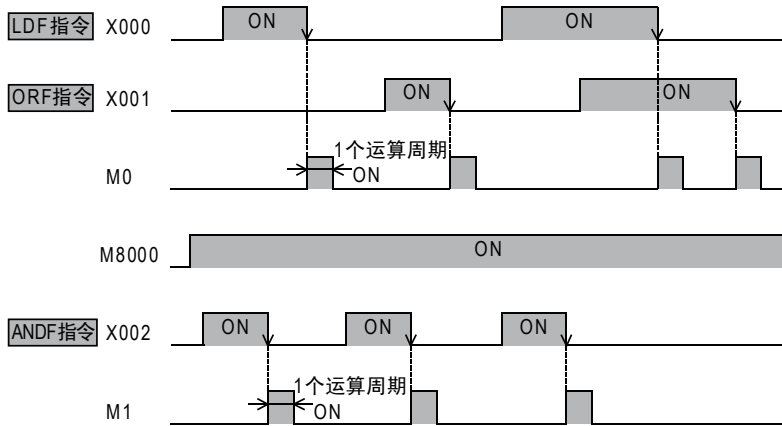 LDF指令 X000 ON ON
ORF指令 X001 ON ON
1个运算周期
M0 ON
M8000 ON
ANDF指令 X002 ON ON ON
1个运算周期
M1 ON